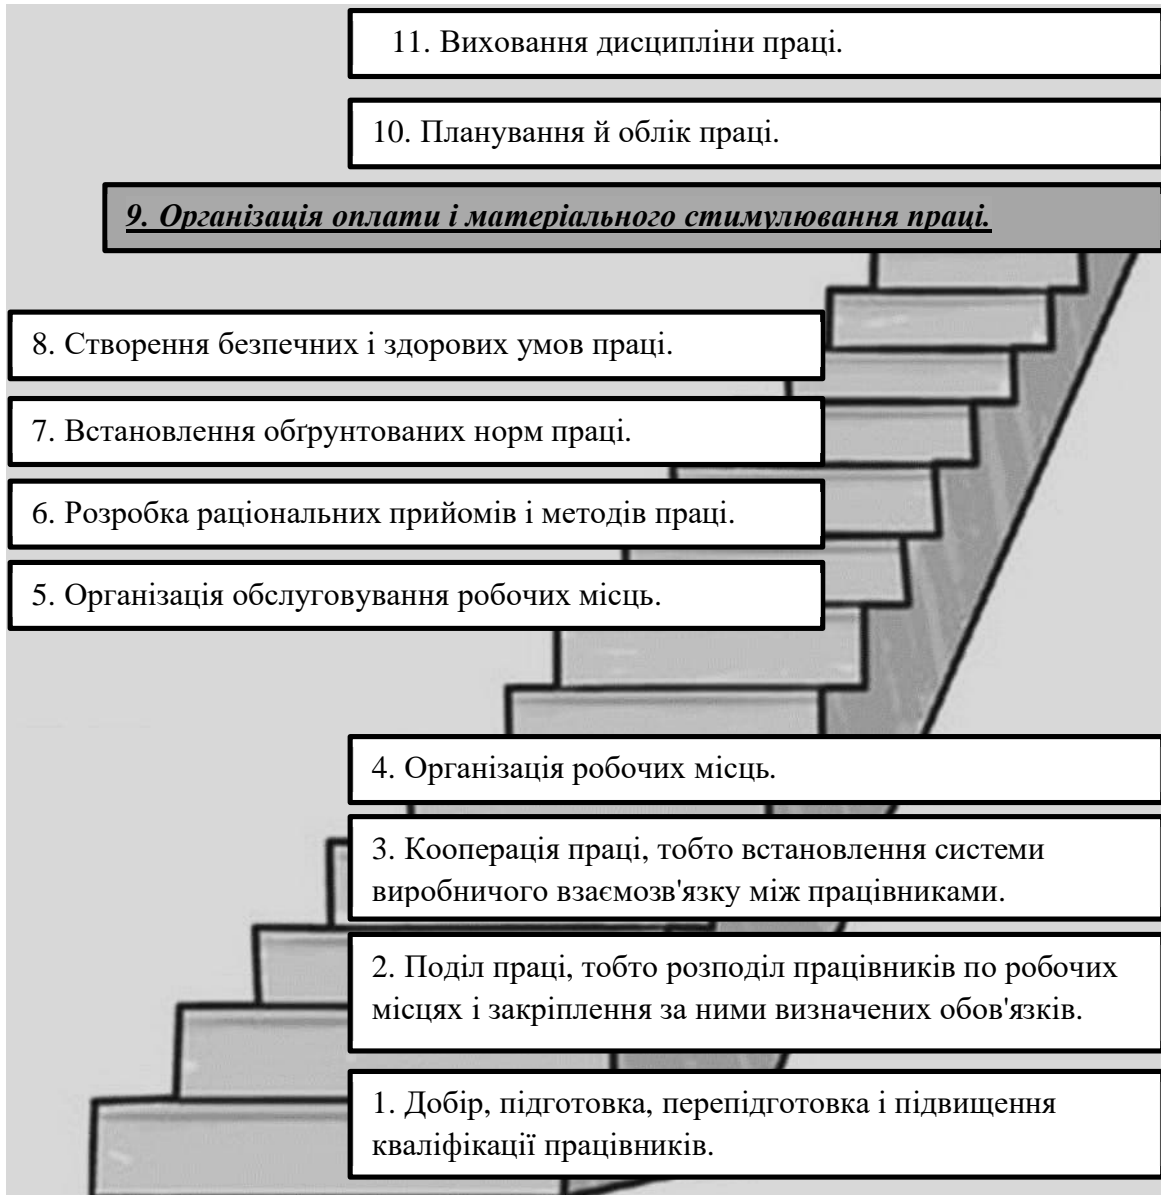 11. Виховання дисципліни праці.
10. Планування й облік праці.
9. Організація оплати і матеріального стимулювання праці.
8. Створення безпечних і здорових умов праці.
7. Встановлення обґрунтованих норм праці.
6. Розробка раціональних прийомів і методів праці.
5. Організація обслуговування робочих місць.
4. Організація робочих місць.
3. Кооперація праці, тобто встановлення системи
виробничого взаємозв'язку між працівниками.
2. Поділ праці, тобто розподіл працівників по робочих
місцях і закріплення за ними визначених обов'язків.
1. Добір, підготовка, перепідготовка і підвищення
кваліфікації працівників.